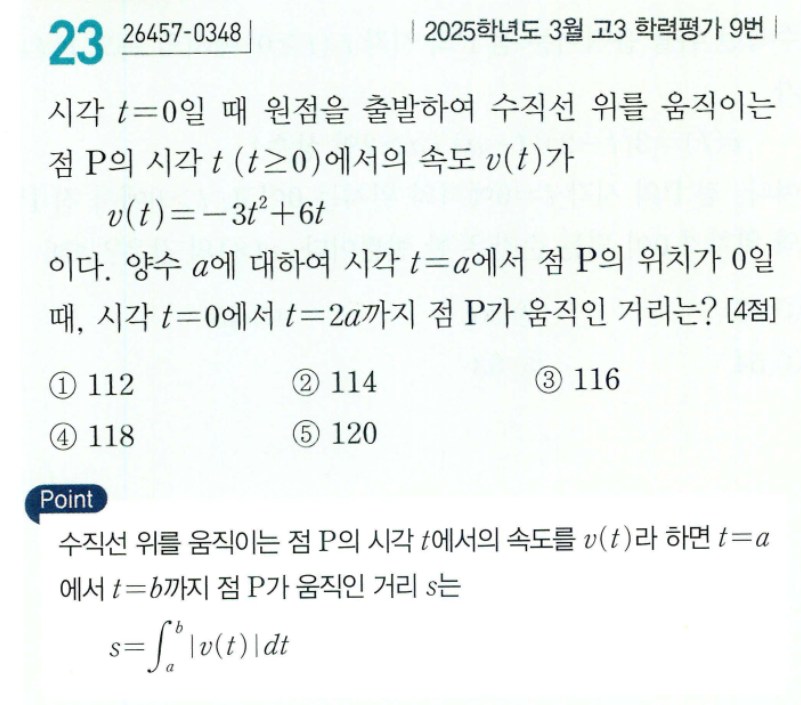 23 26457-0348 | 2025학년도 3월 고3 학력평가 9번 |
시각 t=0일 때 원점을 출발하여 수직선 위를 움직이는
점 P의 시각 t (t≥0)에서의 속도 v(t)가
v(t)=-3t²+6t
이다. 양수 a에 대하여 시각 t=a에서 점 P의 위치가 0일
때, 시각 t=0에서 t=2a까지 점 P가 움직인 거리는? [4점]
① 112 ② 114 ③ 116
④ 118 ⑤ 120
Point
수직선 위를 움직이는 점 P의 시각 t에서의 속도를 v(t)라 하면 t=a
에서 t=b까지 점 P가 움직인 거리 s는
s=∫ₐᵇ|v(t)|dt